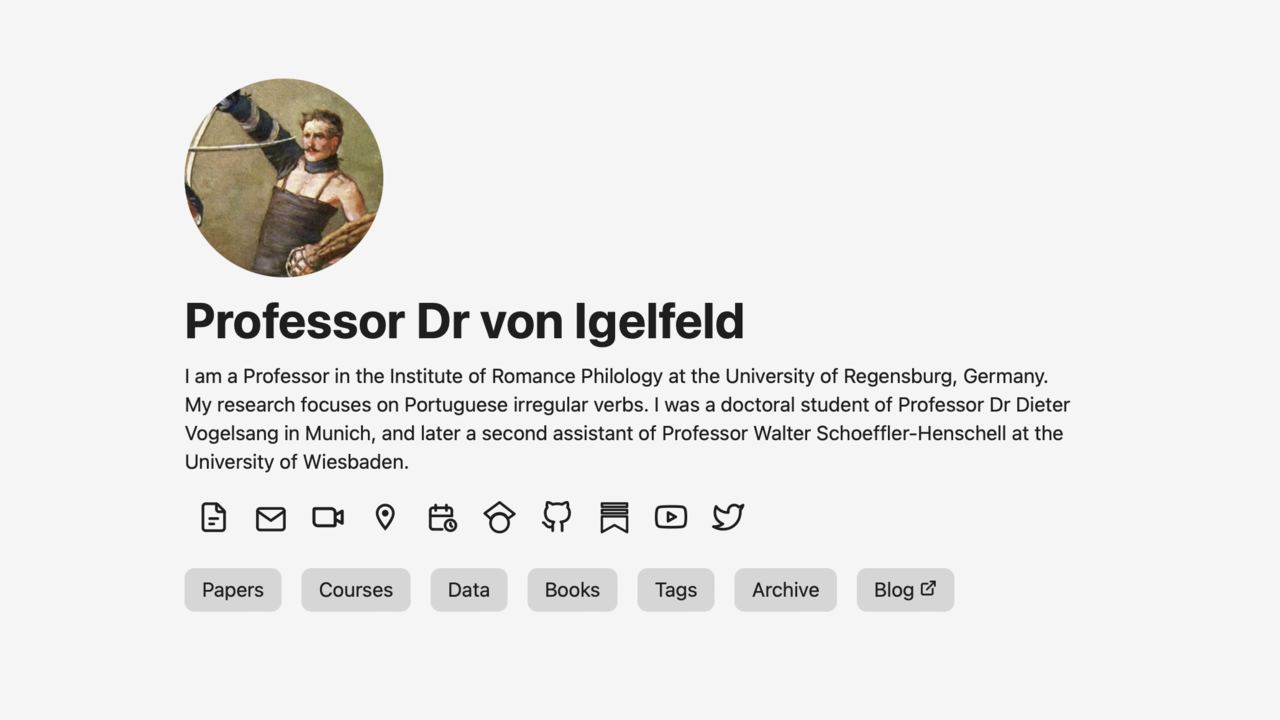 Professor Dr von Igelfeld
I am a Professor in the Institute of Romance Philology at the University of Regensburg, Germany.
My research focuses on Portuguese irregular verbs. I was a doctoral student of Professor Dr Dieter
Vogelsang in Munich, and later a second assistant of Professor Walter Schoeffler-Henschell at the
University of Wiesbaden.
Papers Courses Data Books Tags Archive Blog